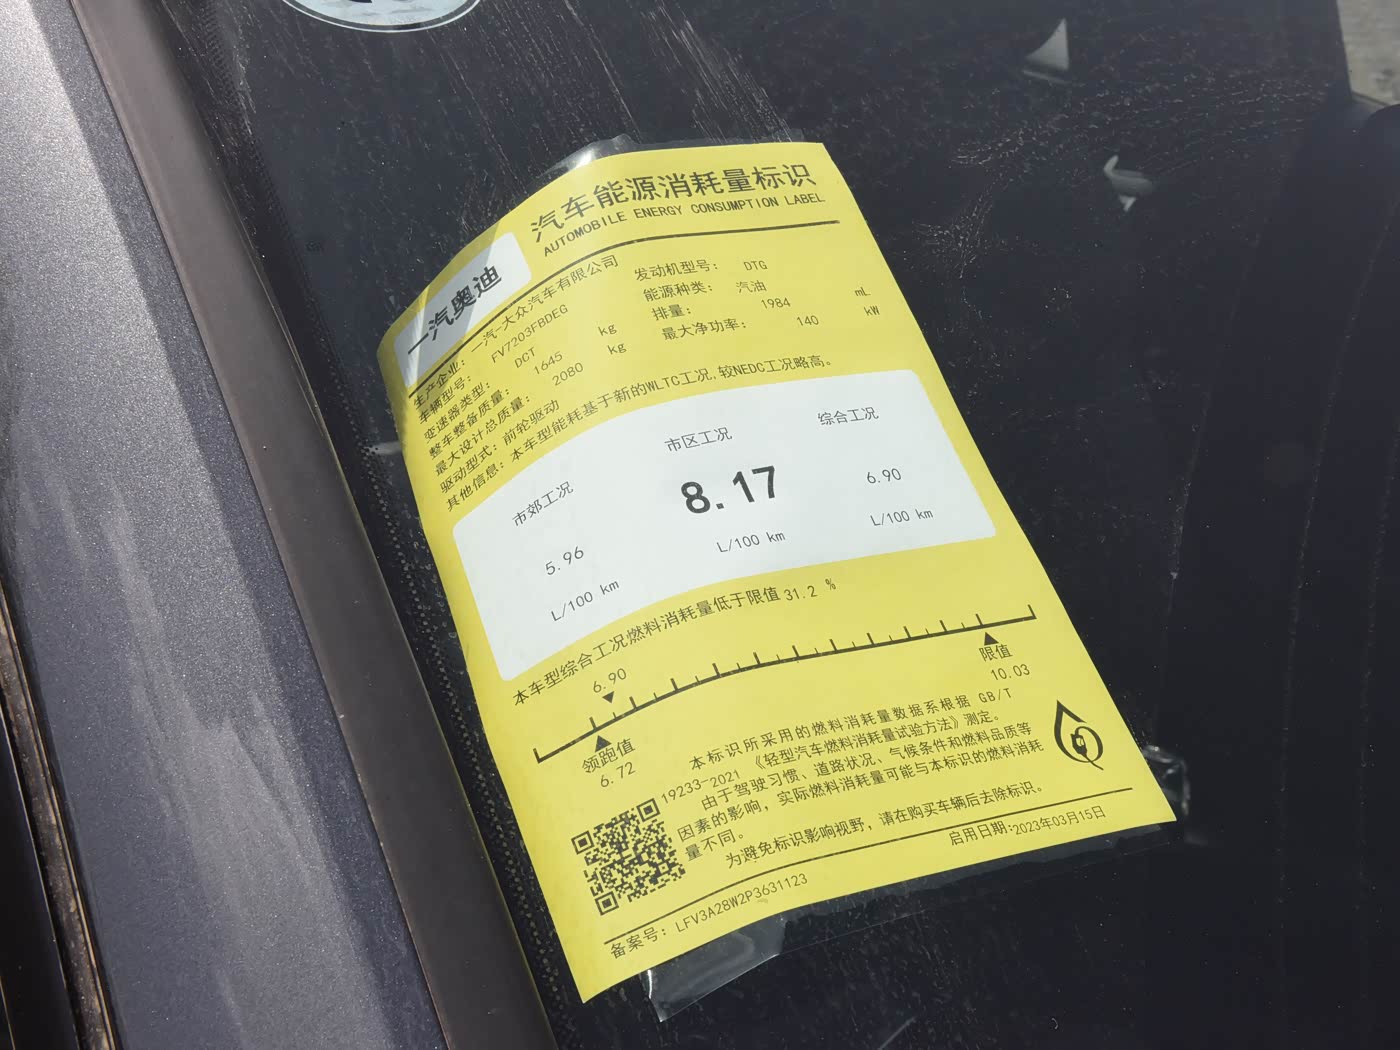 汽车能源消耗量标识
AUTOMOBILE ENERGY CONSUMPTION LABEL
一汽奥迪
生产企业: 一汽-大众汽车有限公司
车辆型号: FV7203FBDEG
变速器类型: DCT
整车整备质量: 1645 kg
最大设计总质量: 2080 kg
驱动型式: 前轮驱动
其他信息: 本车型能耗基于新的WLTC工况,较NEDC工况略高。
发动机型号: DTG
能源种类: 汽油
排量: 1984 mL
最大净功率: 140 kW
市郊工况 市区工况 综合工况
5.96 8.17 6.90
L/100 km L/100 km L/100 km
本车型综合工况燃料消耗量低于限值 31.2 %
6.90
领跑值 限值
6.72 10.03
本标识所采用的燃料消耗量数据系根据 GB/T
19233-2021 《轻型汽车燃料消耗量试验方法》测定。
由于驾驶习惯、道路状况、气候条件和燃料品质等
因素的影响, 实际燃料消耗量可能与本标识的燃料消耗
量不同。
为避免标识影响视野, 请在购买车辆后去除标识。
启用日期:2023年03月15日
备案号: LFV3A28W2P3631123